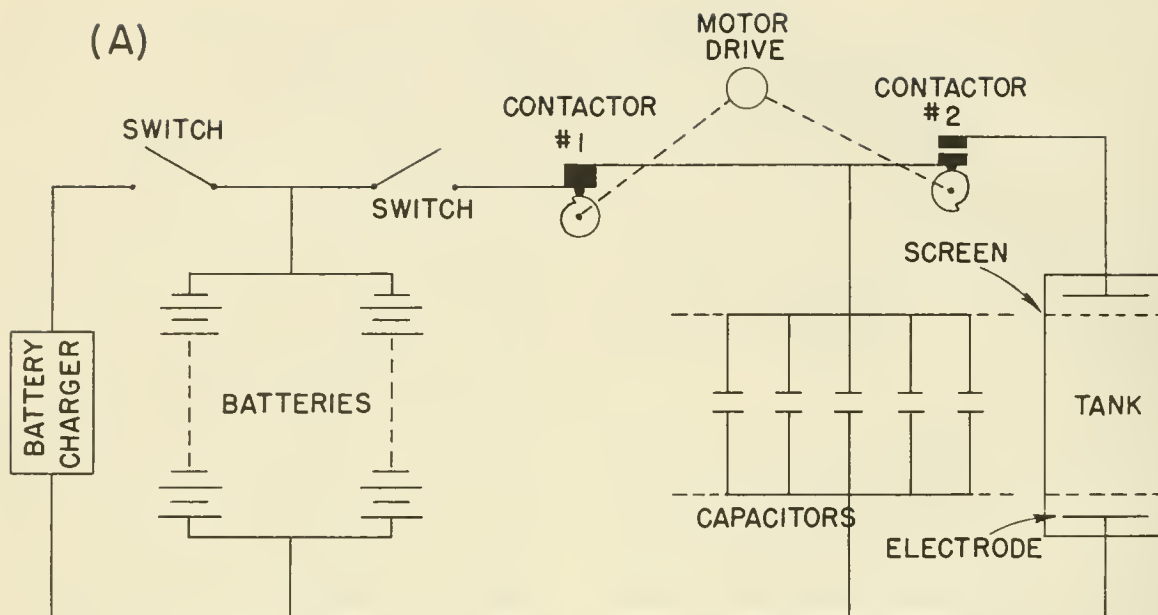 (A)
MOTOR
DRIVE
CONTACTOR
#1
CONTACTOR
#2
SWITCH
SWITCH
SCREEN
BATTERY
CHARGER
BATTERIES
TANK
CAPACITORS
ELECTRODE